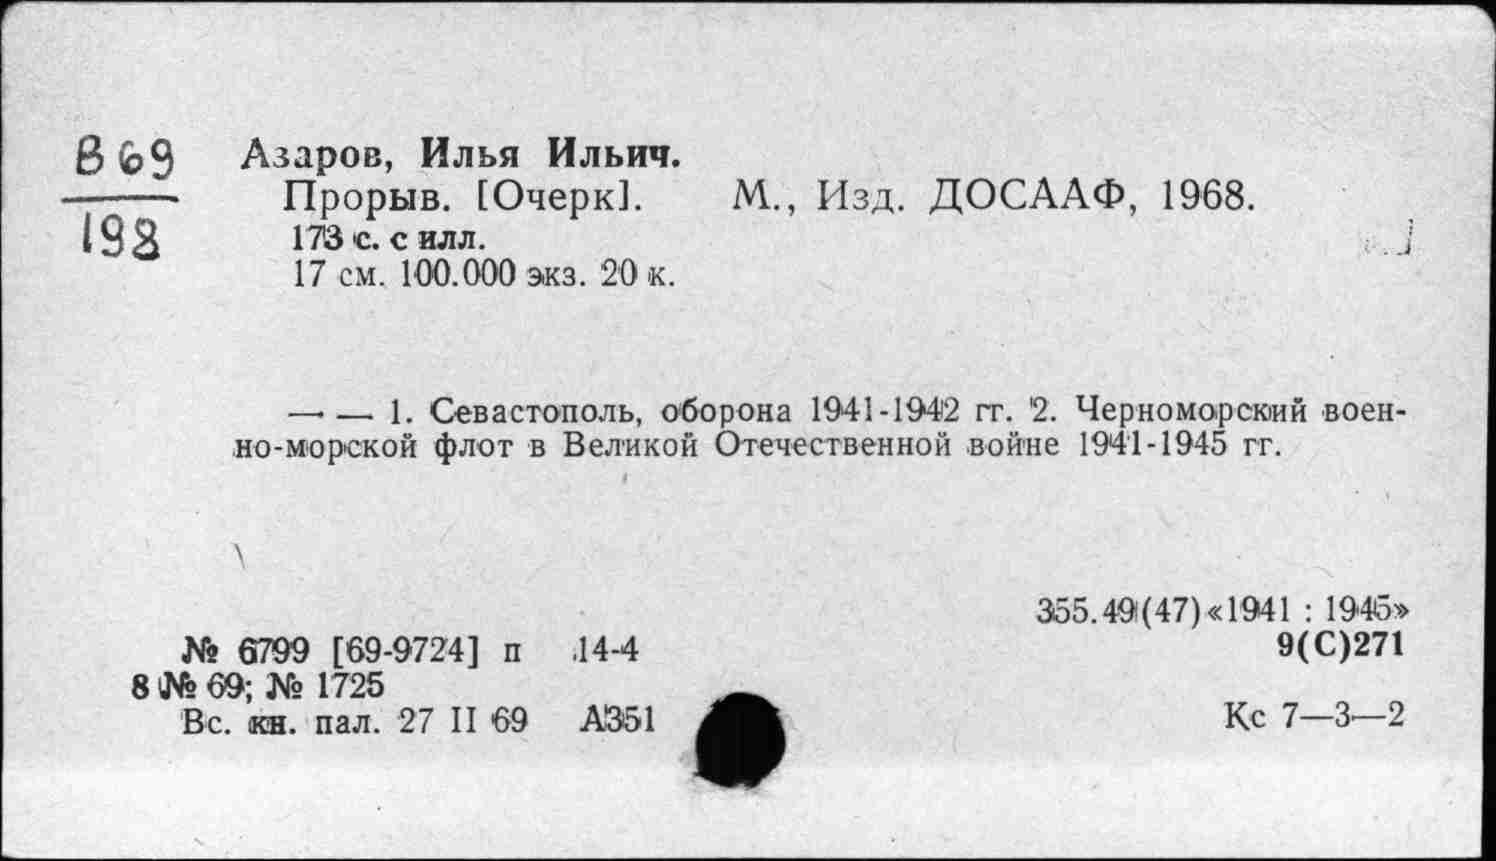 В 69
198
Азаров, Илья Ильич.
Прорыв. [Очерк]. М., Изд. ДОСААФ, 1968.
173 с. с илл.
17 см. 100.000 экз. 20 к.
— — 1. Севастополь, оборона 1941-1942 гг. 2. Черноморский воен-
но-морской флот в Великой Отечественной войне 1941-1945 гг.
355.49(47)«1941 : 1945»
№ 6799 [69-9724] п 14-4 9(С)271
8 № 69; № 1725
Вс. кн. пал. 27 II 69 А351 Кс 7—3—2